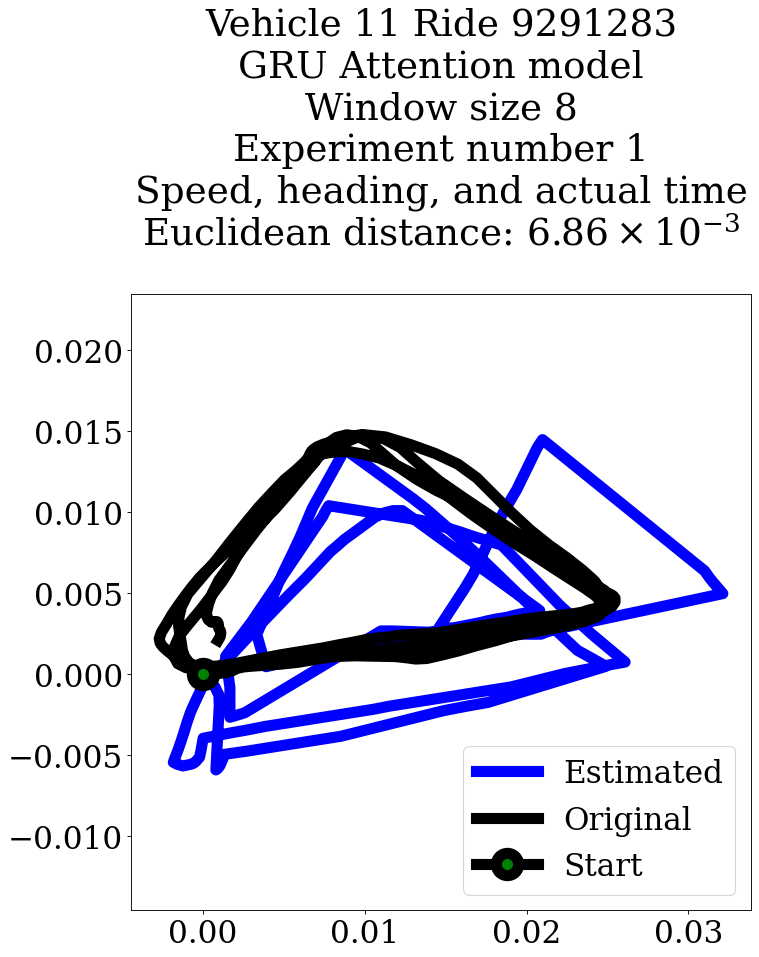 Vehicle 11 Ride 9291283
GRU Attention model
Window size 8
Experiment number 1
Speed, heading, and actual time
Euclidean distance: 6.86 × 10⁻³
0.020
0.015
0.010
0.005
0.000
−0.005
−0.010
Estimated
Original
Start
0.00 0.01 0.02 0.03